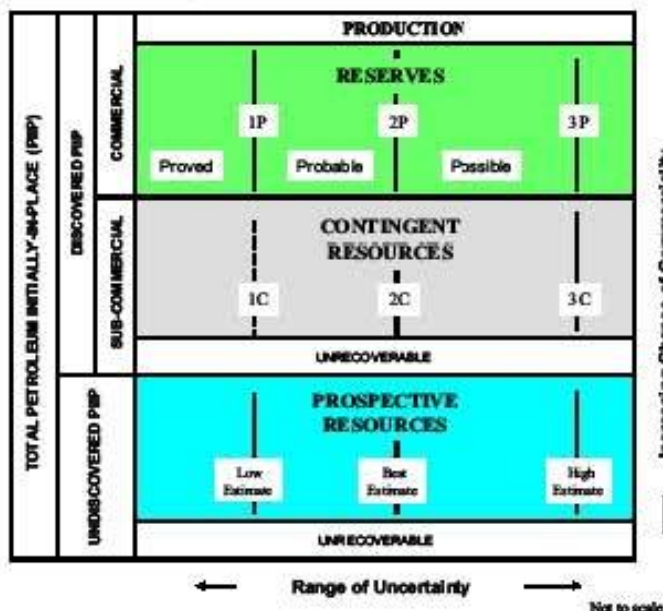 TOTAL PETROLEUM INITIALLY-IN-PLACE (PIIP)
DISCOVERED PIIP
COMMERCIAL
SUB-COMMERCIAL
UNDISCOVERED PIIP
PRODUCTION
RESERVES
1P 2P 3P
Proved Probable Possible
CONTINGENT
RESOURCES
1C 2C 3C
UNRECOVERABLE
PROSPECTIVE
RESOURCES
Low Estimate
Best Estimate
High Estimate
UNRECOVERABLE
Range of Uncertainty
Not to scale